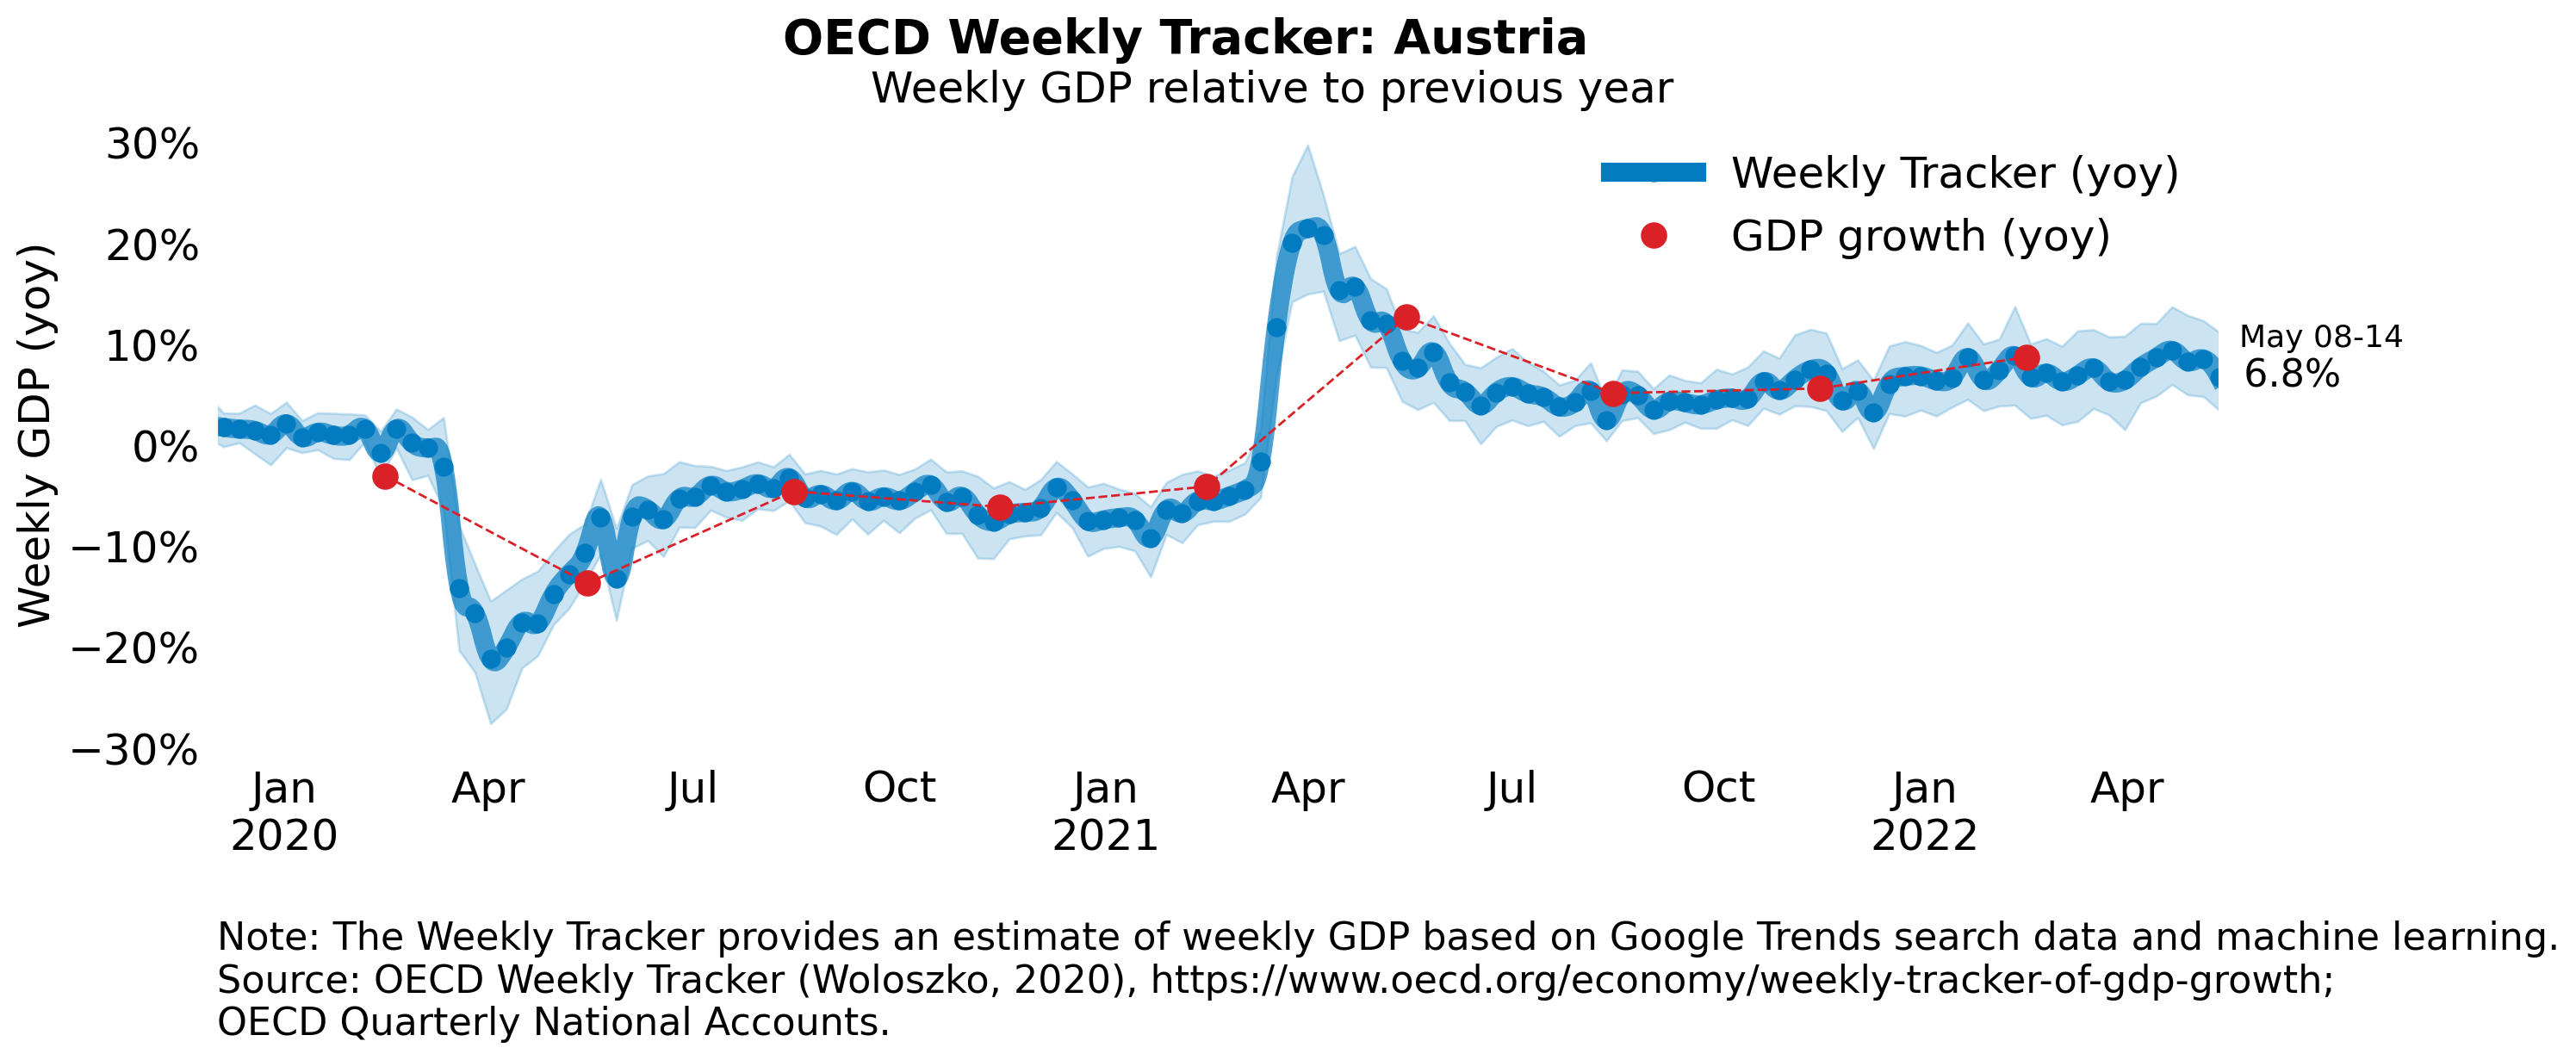 OECD Weekly Tracker: Austria
Weekly GDP relative to previous year
Weekly GDP (yoy)
30%
20%
10%
0%
−10%
−20%
−30%
Weekly Tracker (yoy)
GDP growth (yoy)
May 08-14
6.8%
Jan Apr Jul Oct Jan Apr Jul Oct Jan Apr
2020 2021 2022
Note: The Weekly Tracker provides an estimate of weekly GDP based on Google Trends search data and machine learning.
Source: OECD Weekly Tracker (Woloszko, 2020), https://www.oecd.org/economy/weekly-tracker-of-gdp-growth;
OECD Quarterly National Accounts.